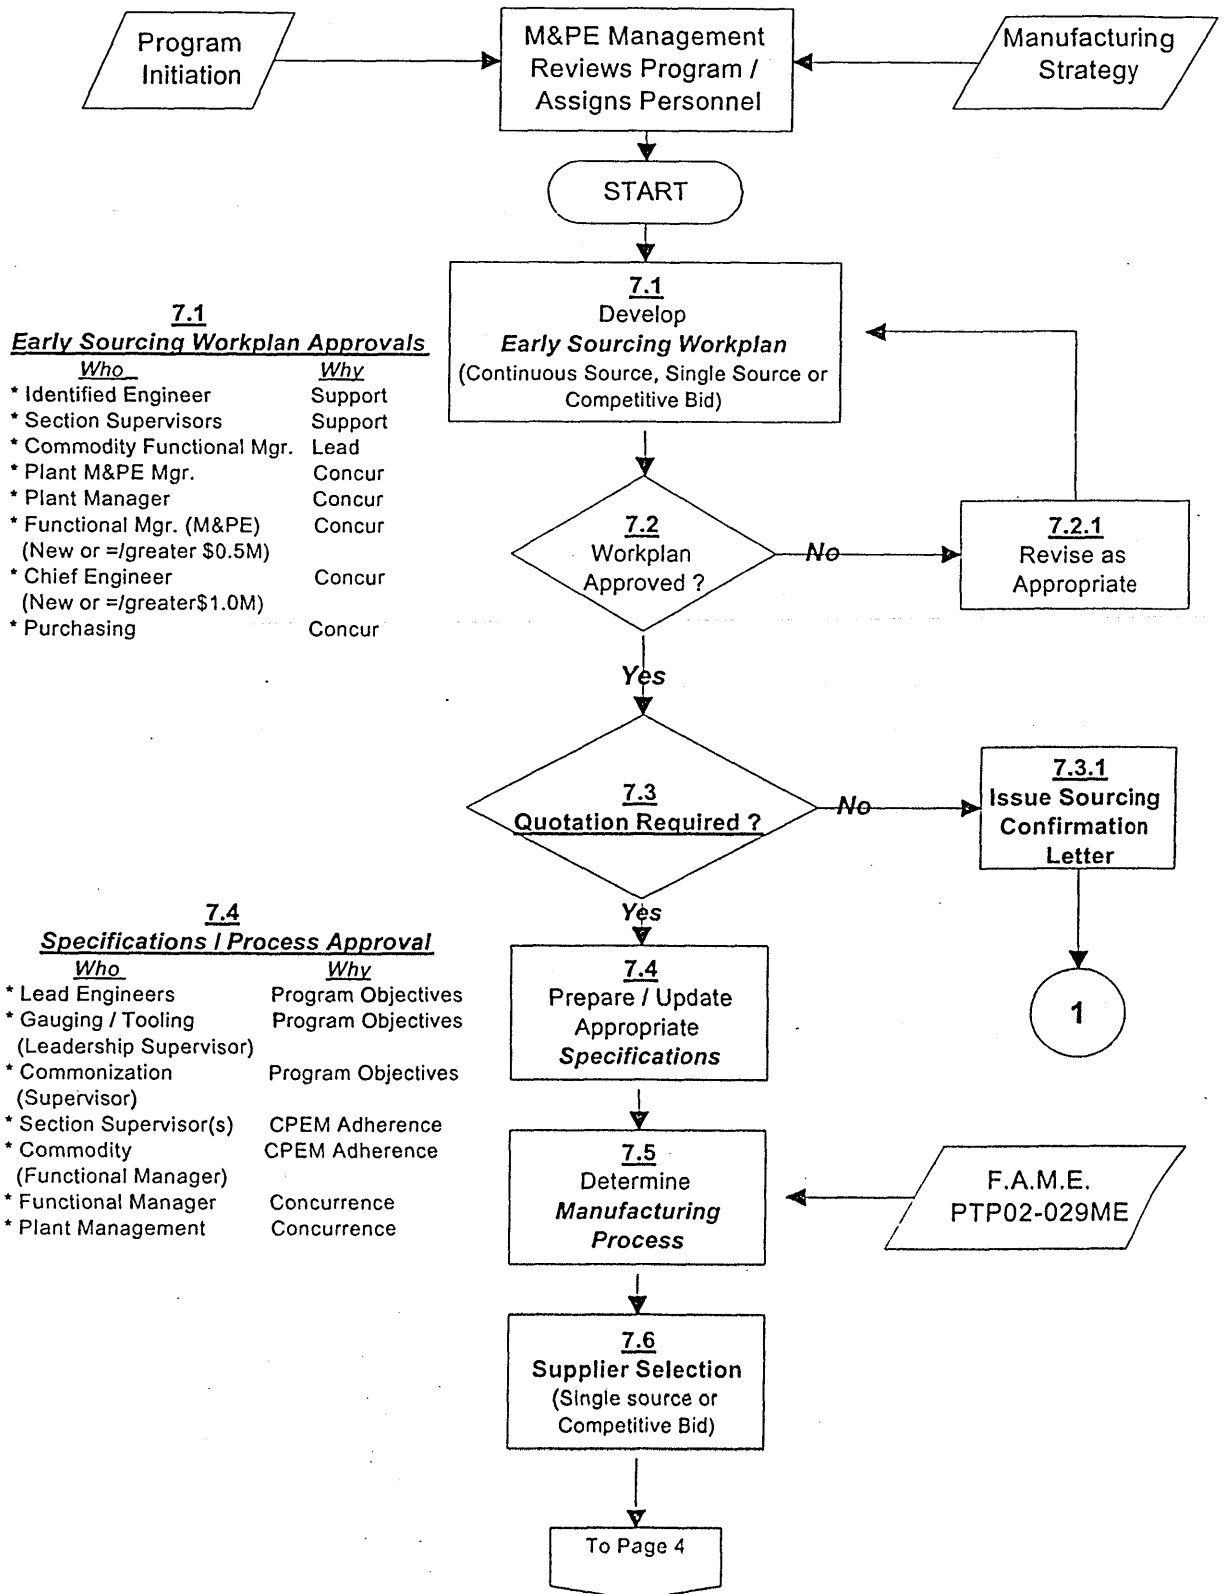 Program
Initiation
M&PE Management
Reviews Program /
Assigns Personnel
Manufacturing
Strategy
START
7.1
Develop
Early Sourcing Workplan
(Continuous Source, Single Source or
Competitive Bid)
7.1
Early Sourcing Workplan Approvals
Who Why
* Identified Engineer Support
* Section Supervisors Support
* Commodity Functional Mgr. Lead
* Plant M&PE Mgr. Concur
* Plant Manager Concur
* Functional Mgr. (M&PE) Concur
(New or =/greater $0.5M)
* Chief Engineer Concur
(New or =/greater$1.0M)
* Purchasing Concur
7.2
Workplan
Approved ?
No
7.2.1
Revise as
Appropriate
Yes
7.3
Quotation Required ?
No
7.3.1
Issue Sourcing
Confirmation
Letter
1
Yes
7.4
Specifications / Process Approval
Who Why
* Lead Engineers Program Objectives
* Gauging / Tooling Program Objectives
(Leadership Supervisor)
* Commonization Program Objectives
(Supervisor)
* Section Supervisor(s) CPEM Adherence
* Commodity CPEM Adherence
(Functional Manager)
* Functional Manager Concurrence
* Plant Management Concurrence
7.4
Prepare / Update
Appropriate
Specifications
7.5
Determine
Manufacturing
Process
F.A.M.E.
PTP02-029ME
7.6
Supplier Selection
(Single source or
Competitive Bid)
To Page 4